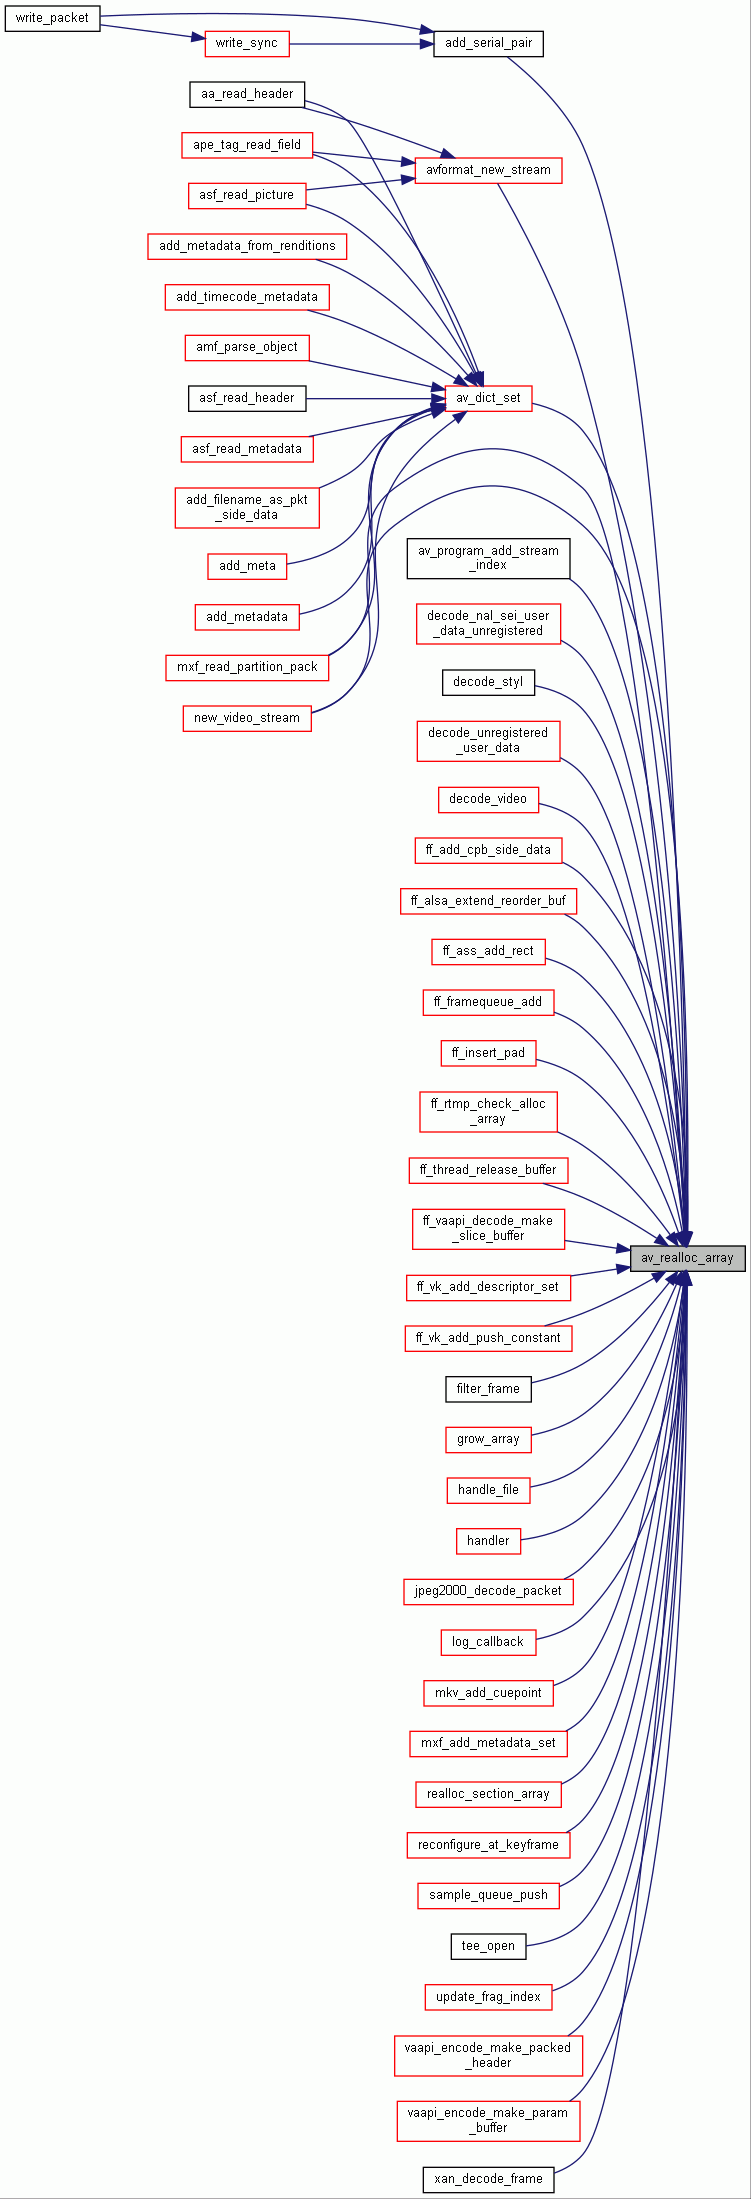 write_packet
add_serial_pair
write_sync
aa_read_header
ape_tag_read_field
avformat_new_stream
asf_read_picture
add_metadata_from_renditions
add_timecode_metadata
amf_parse_object
asf_read_header
av_dict_set
asf_read_metadata
add_filename_as_pkt
_side_data
add_meta
add_metadata
mxf_read_partition_pack
new_video_stream
av_program_add_stream
_index
decode_nal_sei_user
_data_unregistered
decode_styl
decode_unregistered
_user_data
decode_video
ff_add_cpb_side_data
ff_alsa_extend_reorder_buf
ff_ass_add_rect
ff_framequeue_add
ff_insert_pad
ff_rtmp_check_alloc
_array
ff_thread_release_buffer
ff_vaapi_decode_make
_slice_buffer
av_realloc_array
ff_vk_add_descriptor_set
ff_vk_add_push_constant
filter_frame
grow_array
handle_file
handler
jpeg2000_decode_packet
log_callback
mkv_add_cuepoint
mxf_add_metadata_set
realloc_section_array
reconfigure_at_keyframe
sample_queue_push
tee_open
update_frag_index
vaapi_encode_make_packed
_header
vaapi_encode_make_param
_buffer
xan_decode_frame